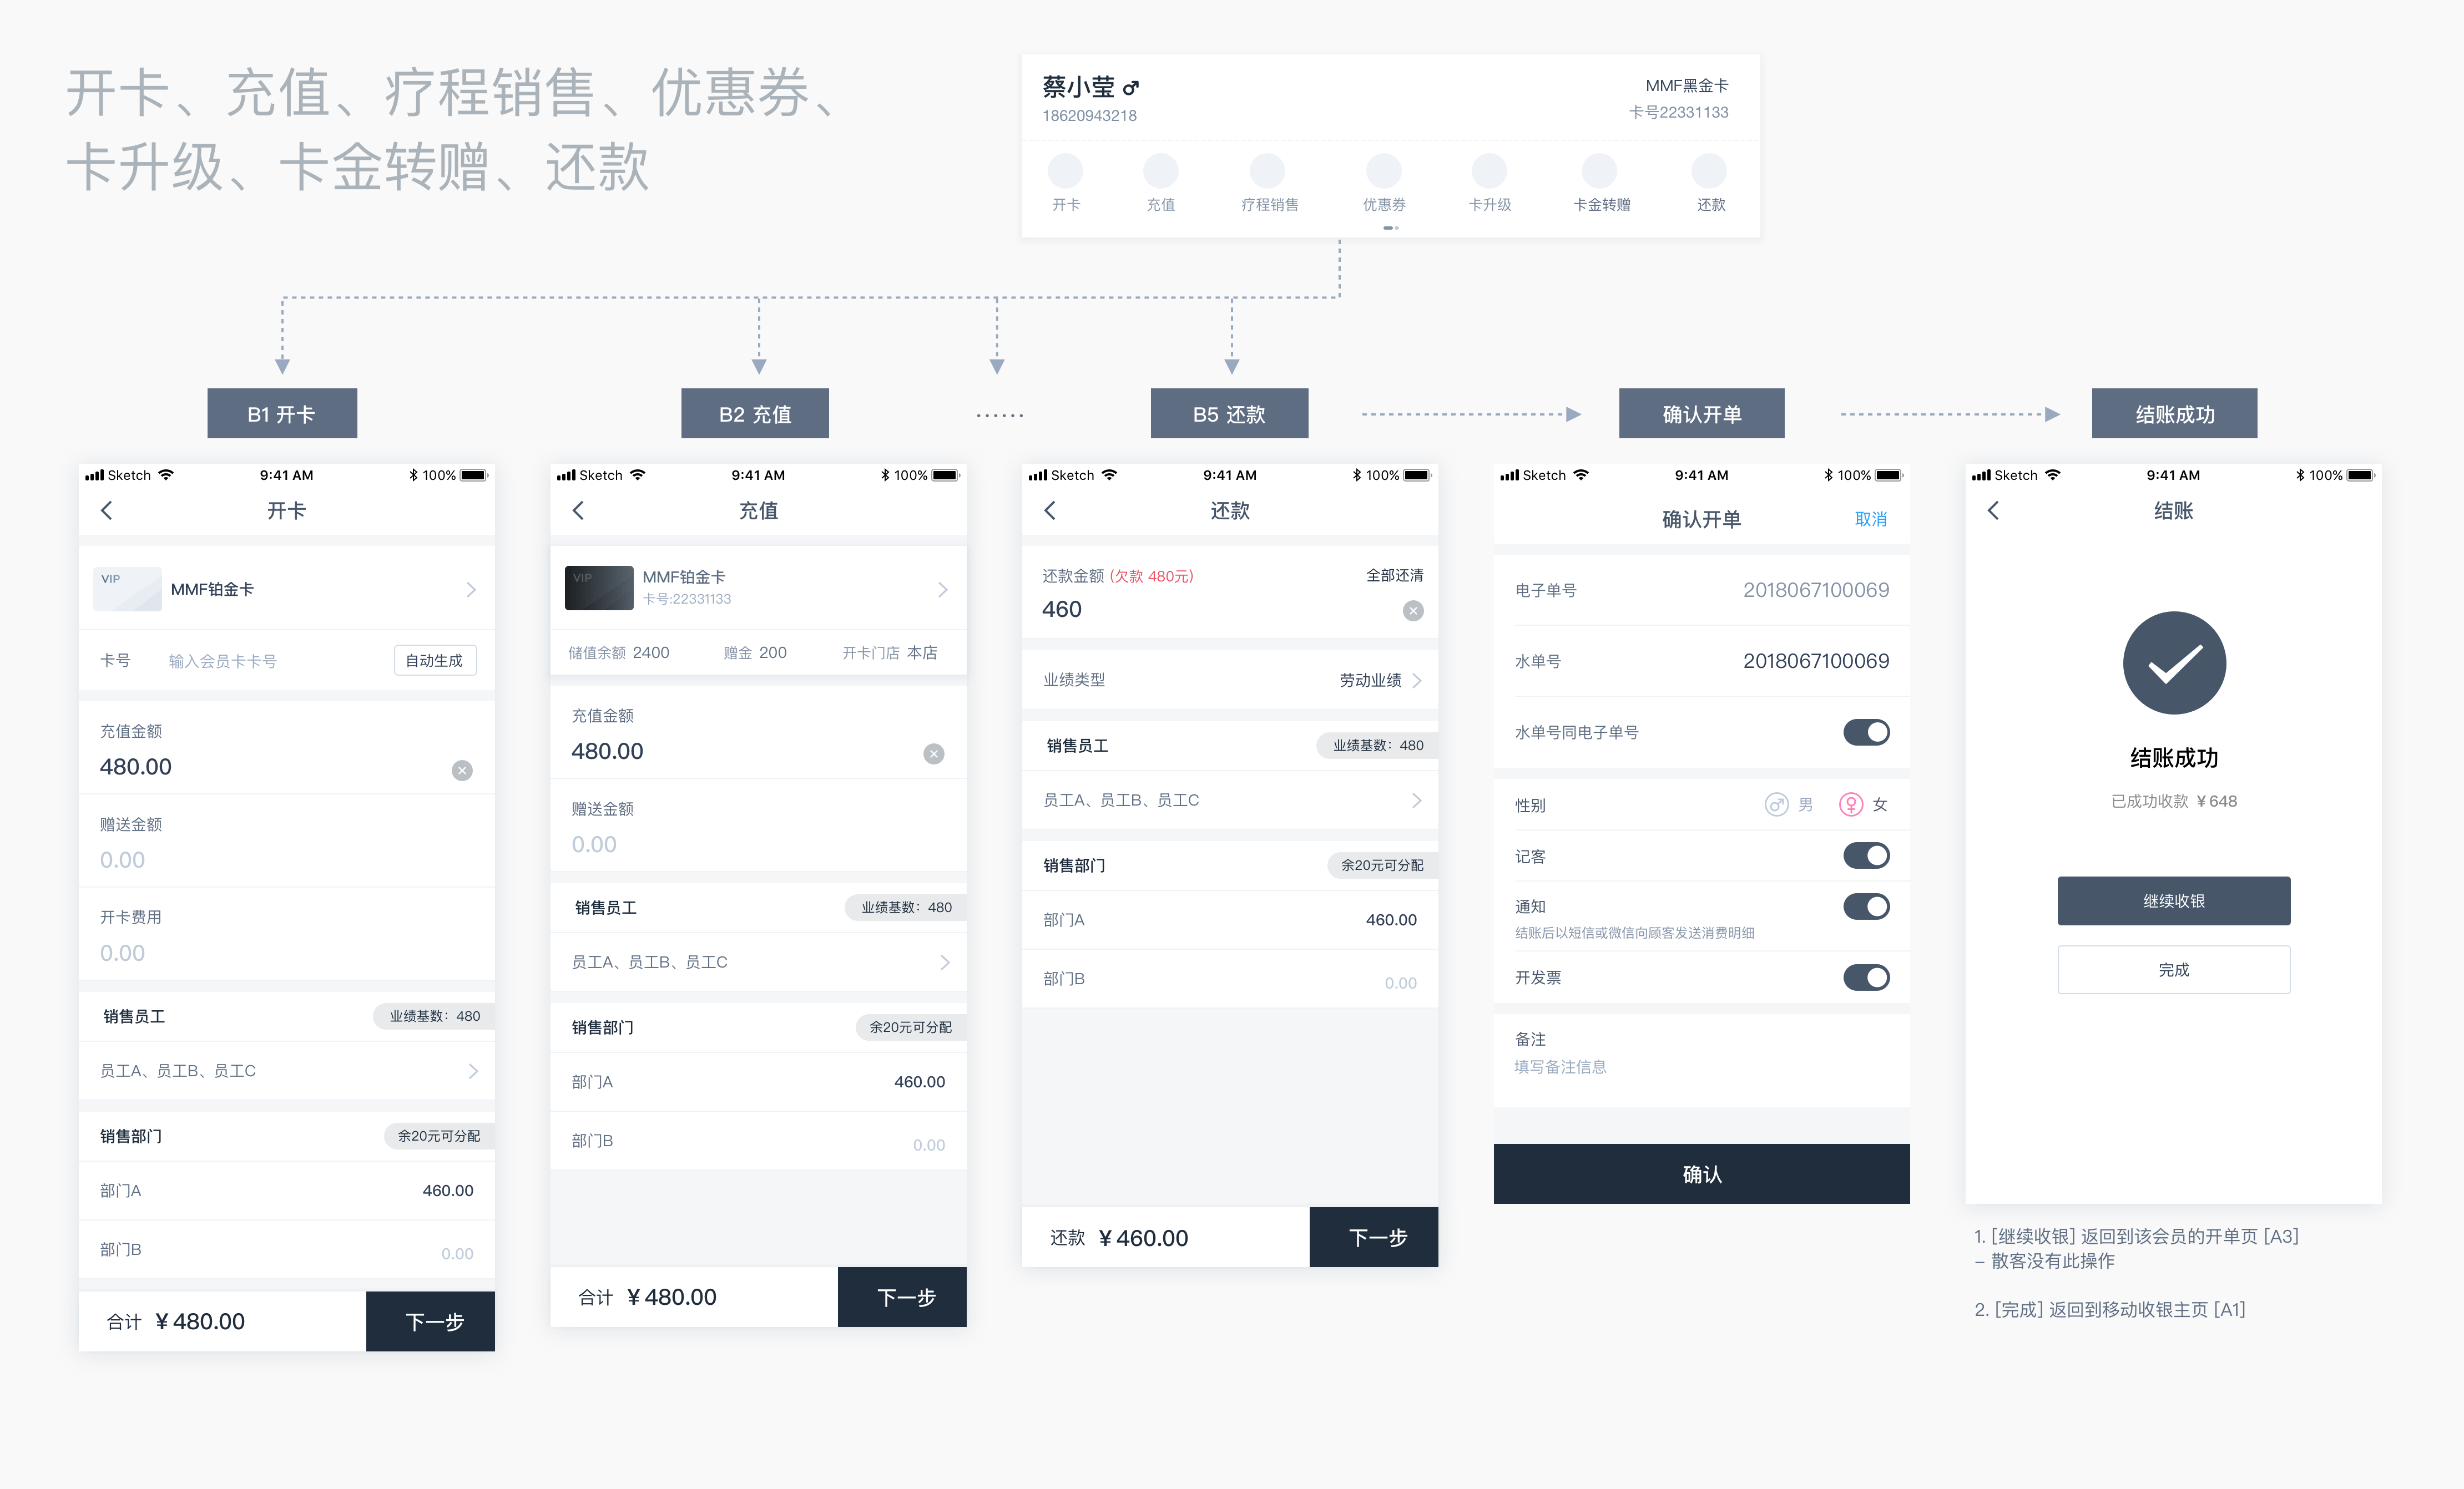 开卡、充值、疗程销售、优惠券、
卡升级、卡金转赠、还款
蔡小莹 ♂
MMF黑金卡
18620943218
卡号22331133
开卡 充值 疗程销售 优惠券 卡升级 卡金转赠 还款
B1 开卡
B2 充值
······
B5 还款
确认开单
结账成功
Sketch 9:41 AM 100%
开卡
VIP
MMF铂金卡
卡号 输入会员卡卡号 自动生成
充值金额
480.00
赠送金额
0.00
开卡费用
0.00
销售员工 业绩基数：480
员工A、员工B、员工C
销售部门 余20元可分配
部门A 460.00
部门B 0.00
合计 ¥480.00 下一步
Sketch 9:41 AM 100%
充值
VIP
MMF铂金卡
卡号:22331133
储值余额 2400 赠金 200 开卡门店 本店
充值金额
480.00
赠送金额
0.00
销售员工 业绩基数：480
员工A、员工B、员工C
销售部门 余20元可分配
部门A 460.00
部门B 0.00
合计 ¥480.00 下一步
Sketch 9:41 AM 100%
还款
还款金额 (欠款 480元) 全部还清
460
业绩类型 劳动业绩
销售员工 业绩基数：480
员工A、员工B、员工C
销售部门 余20元可分配
部门A 460.00
部门B 0.00
还款 ¥460.00 下一步
Sketch 9:41 AM 100%
确认开单 取消
电子单号 2018067100069
水单号 2018067100069
水单号同电子单号
性别 男 女
记客
通知
结账后以短信或微信向顾客发送消费明细
开发票
备注
填写备注信息
确认
Sketch 9:41 AM 100%
结账
结账成功
已成功收款 ¥648
继续收银
完成
1. [继续收银] 返回到该会员的开单页 [A3]
– 散客没有此操作
2. [完成] 返回到移动收银主页 [A1]